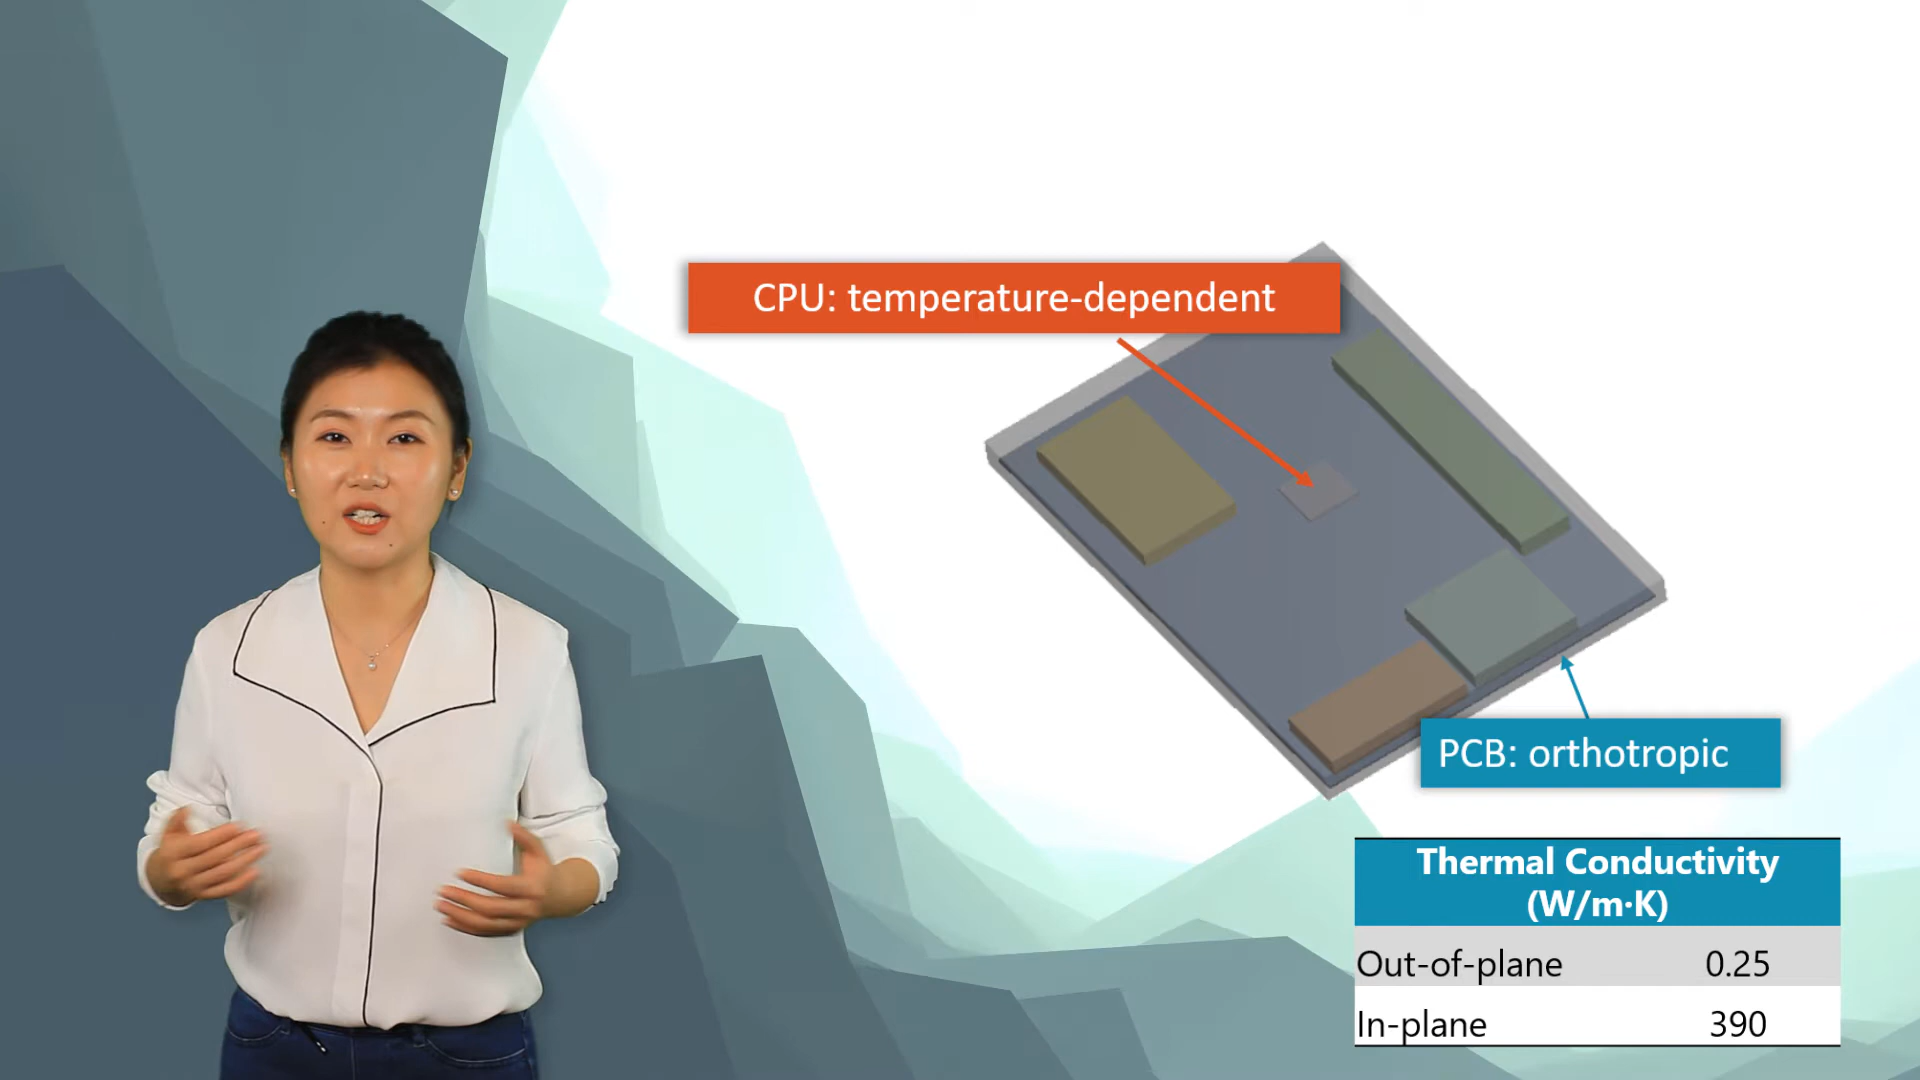 CPU: temperature-dependent
PCB: orthotropic
Thermal Conductivity
(W/m·K)
Out-of-plane 0.25
In-plane 390